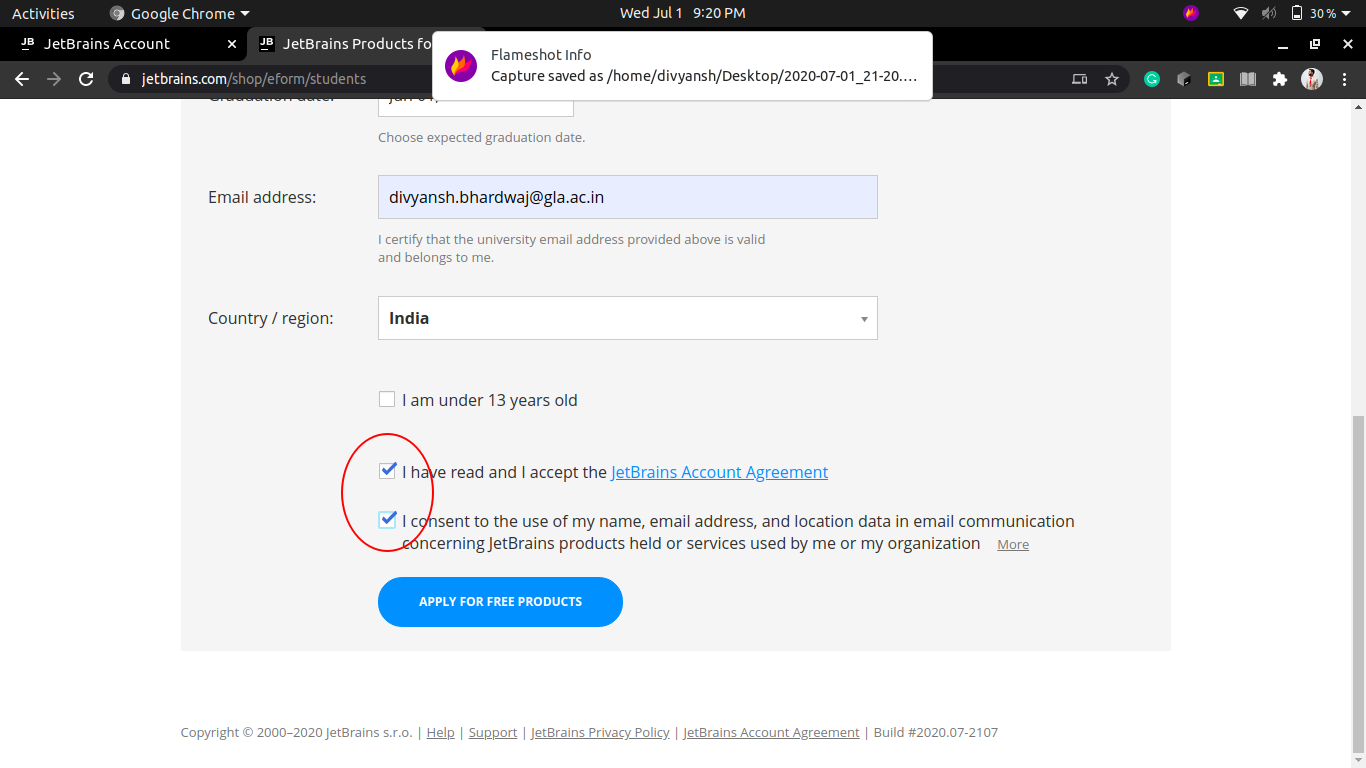 Activities Google Chrome Wed Jul 1 9:20 PM 30 %
JetBrains Account JetBrains Products fo
Flameshot Info
Capture saved as /home/divyansh/Desktop/2020-07-01_21-20....
jetbrains.com/shop/eform/students
Graduation date:
Choose expected graduation date.
Email address: divyansh.bhardwaj@gla.ac.in
I certify that the university email address provided above is valid
and belongs to me.
Country / region: India
I am under 13 years old
I have read and I accept the JetBrains Account Agreement
I consent to the use of my name, email address, and location data in email communication
concerning JetBrains products held or services used by me or my organization More
APPLY FOR FREE PRODUCTS
Copyright © 2000–2020 JetBrains s.r.o. | Help | Support | JetBrains Privacy Policy | JetBrains Account Agreement | Build #2020.07-2107